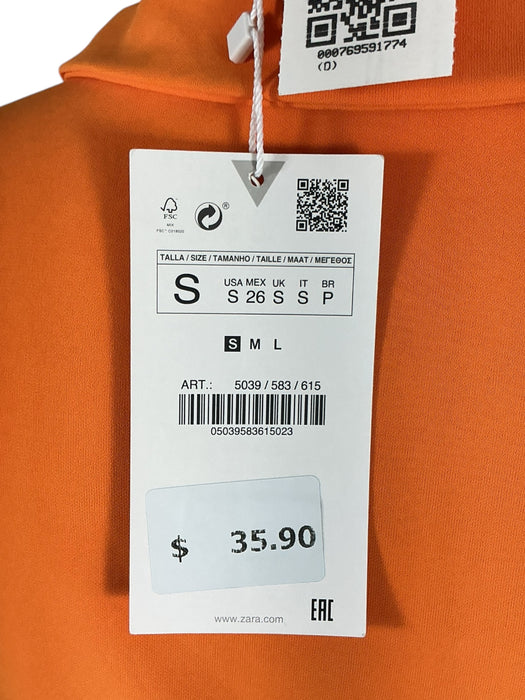 000769591774
(D)
FSC
MIX
®
TALLA / SIZE / TAMANHO / TAILLE / MAAT / ΜΕΓΕΘΟΣ
S
USA MEX UK IT BR
S 26 S S P
S M L
ART.: 5039 / 583 / 615
05039583615023
$ 35.90
www.zara.com
EAC